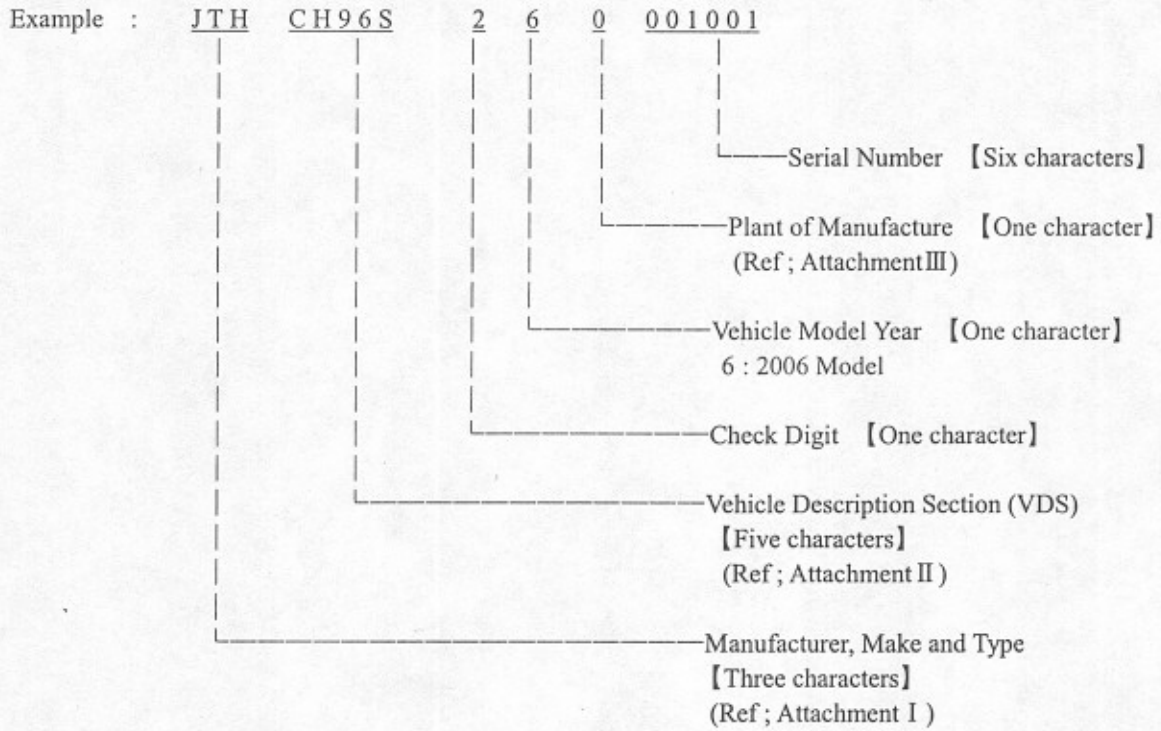 Example : JTH CH96S 2 6 0 001001
Serial Number 【Six characters】
Plant of Manufacture 【One character】
(Ref ; AttachmentⅢ)
Vehicle Model Year 【One character】
6 : 2006 Model
Check Digit 【One character】
Vehicle Description Section (VDS)
【Five characters】
(Ref ; Attachment Ⅱ)
Manufacturer, Make and Type
【Three characters】
(Ref ; Attachment Ⅰ)